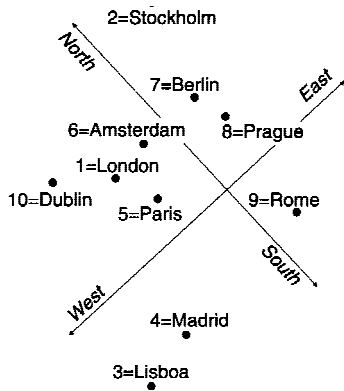 2=Stockholm
North
7=Berlin
East
6=Amsterdam
8=Prague
1=London
10=Dublin
5=Paris
9=Rome
South
West
4=Madrid
3=Lisboa